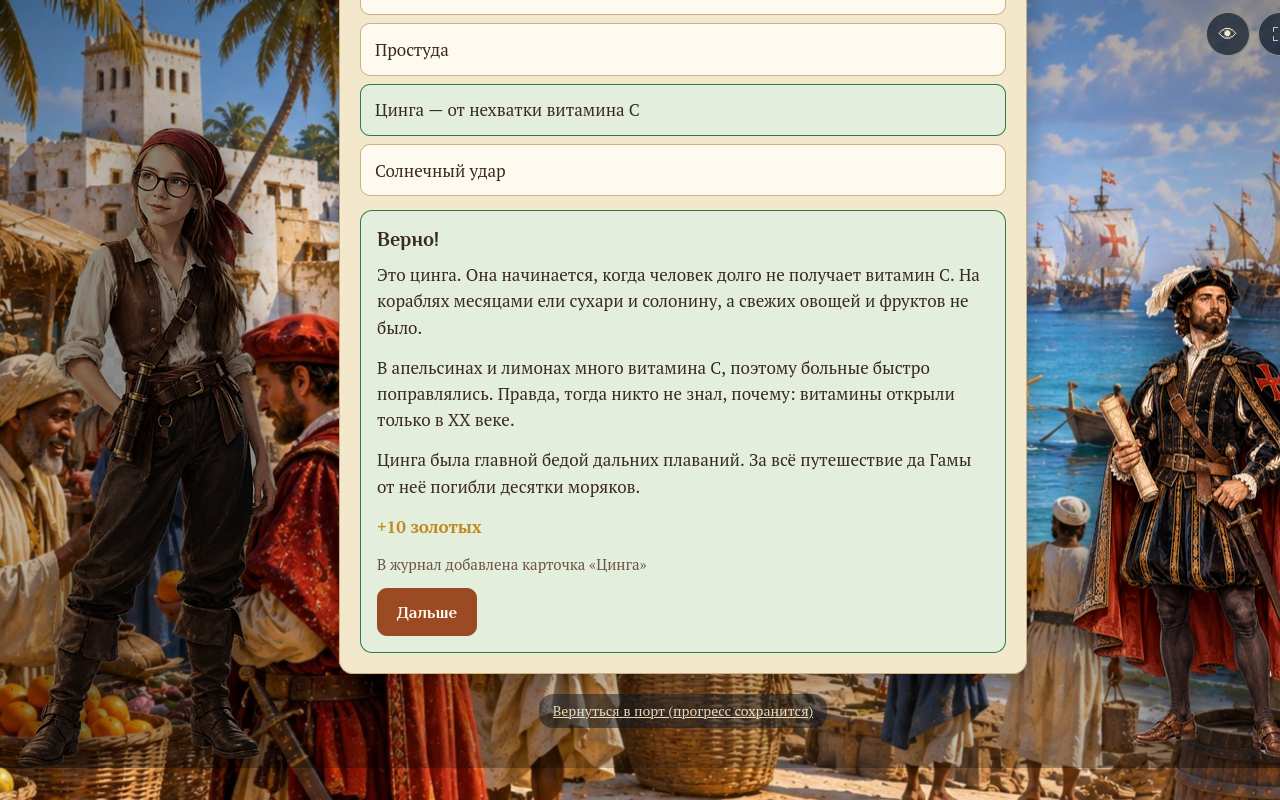 Простуда
Цинга — от нехватки витамина С
Солнечный удар
Верно!
Это цинга. Она начинается, когда человек долго не получает витамин С. На
кораблях месяцами ели сухари и солонину, а свежих овощей и фруктов не
было.
В апельсинах и лимонах много витамина С, поэтому больные быстро
поправлялись. Правда, тогда никто не знал, почему: витамины открыли
только в XX веке.
Цинга была главной бедой дальних плаваний. За всё путешествие да Гамы
от неё погибли десятки моряков.
+10 золотых
В журнал добавлена карточка «Цинга»
Дальше
Вернуться в порт (прогресс сохранится)